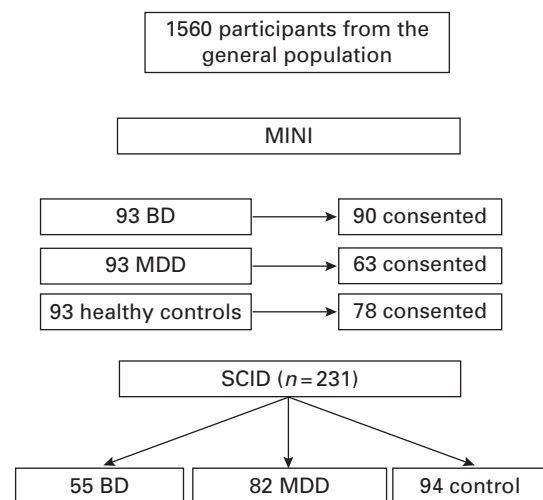 1560 participants from the
general population
MINI
93 BD
90 consented
93 MDD
63 consented
93 healthy controls
78 consented
SCID (n=231)
55 BD
82 MDD
94 control